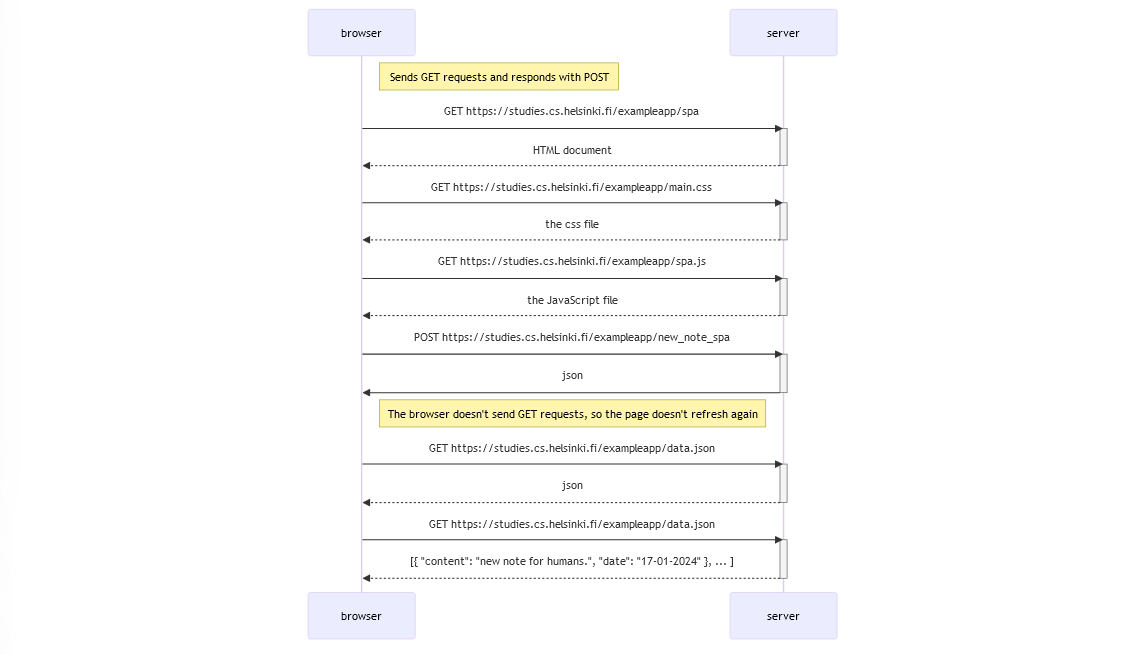 browser
server
Sends GET requests and responds with POST
GET https://studies.cs.helsinki.fi/exampleapp/spa
HTML document
GET https://studies.cs.helsinki.fi/exampleapp/main.css
the css file
GET https://studies.cs.helsinki.fi/exampleapp/spa.js
the JavaScript file
POST https://studies.cs.helsinki.fi/exampleapp/new_note_spa
json
The browser doesn't send GET requests, so the page doesn't refresh again
GET https://studies.cs.helsinki.fi/exampleapp/data.json
json
GET https://studies.cs.helsinki.fi/exampleapp/data.json
[{ "content": "new note for humans.", "date": "17-01-2024" }, ... ]
browser
server